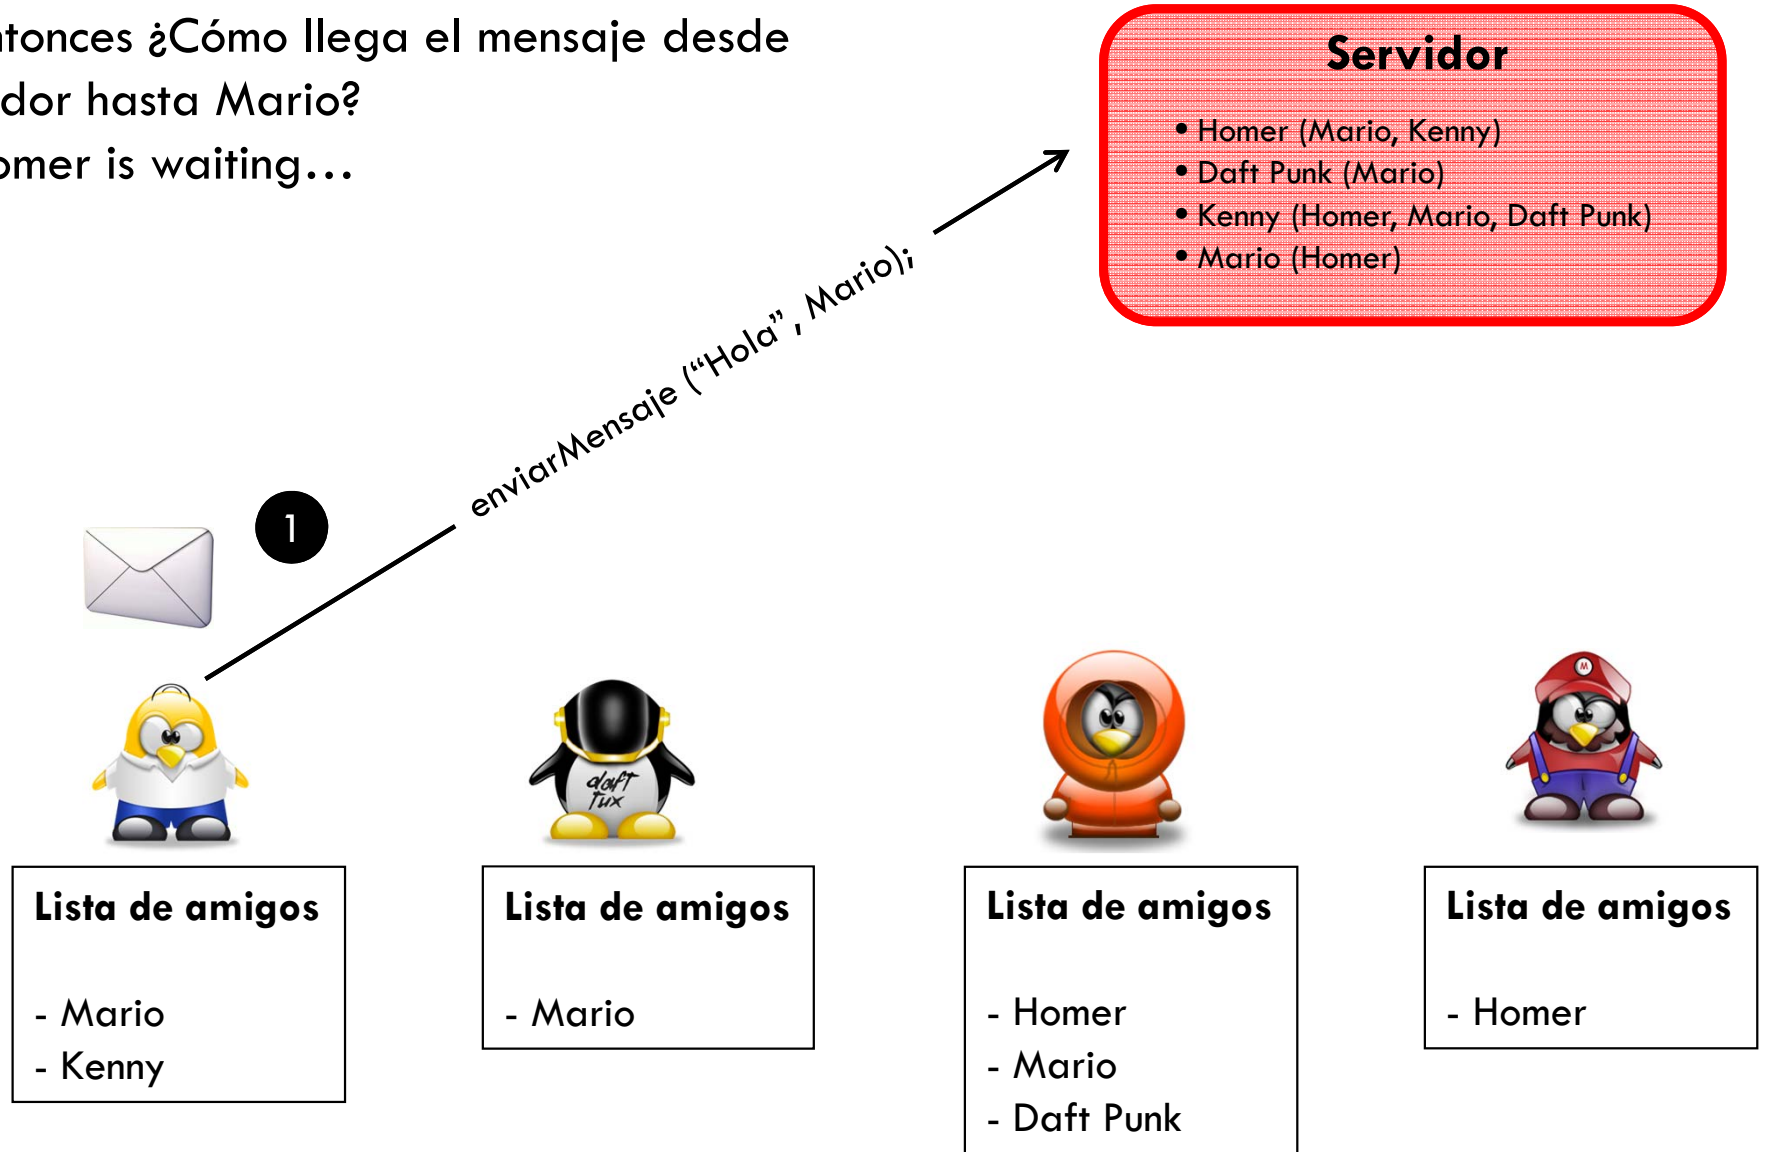 ntonces ¿Cómo llega el mensaje desde
dor hasta Mario?
omer is waiting…
Servidor
• Homer (Mario, Kenny)
• Daft Punk (Mario)
• Kenny (Homer, Mario, Daft Punk)
• Mario (Homer)
enviarMensaje (“Hola” , Mario);
1
daft
Tux
M
Lista de amigos
- Mario
- Kenny
Lista de amigos
- Mario
Lista de amigos
- Homer
- Mario
- Daft Punk
Lista de amigos
- Homer